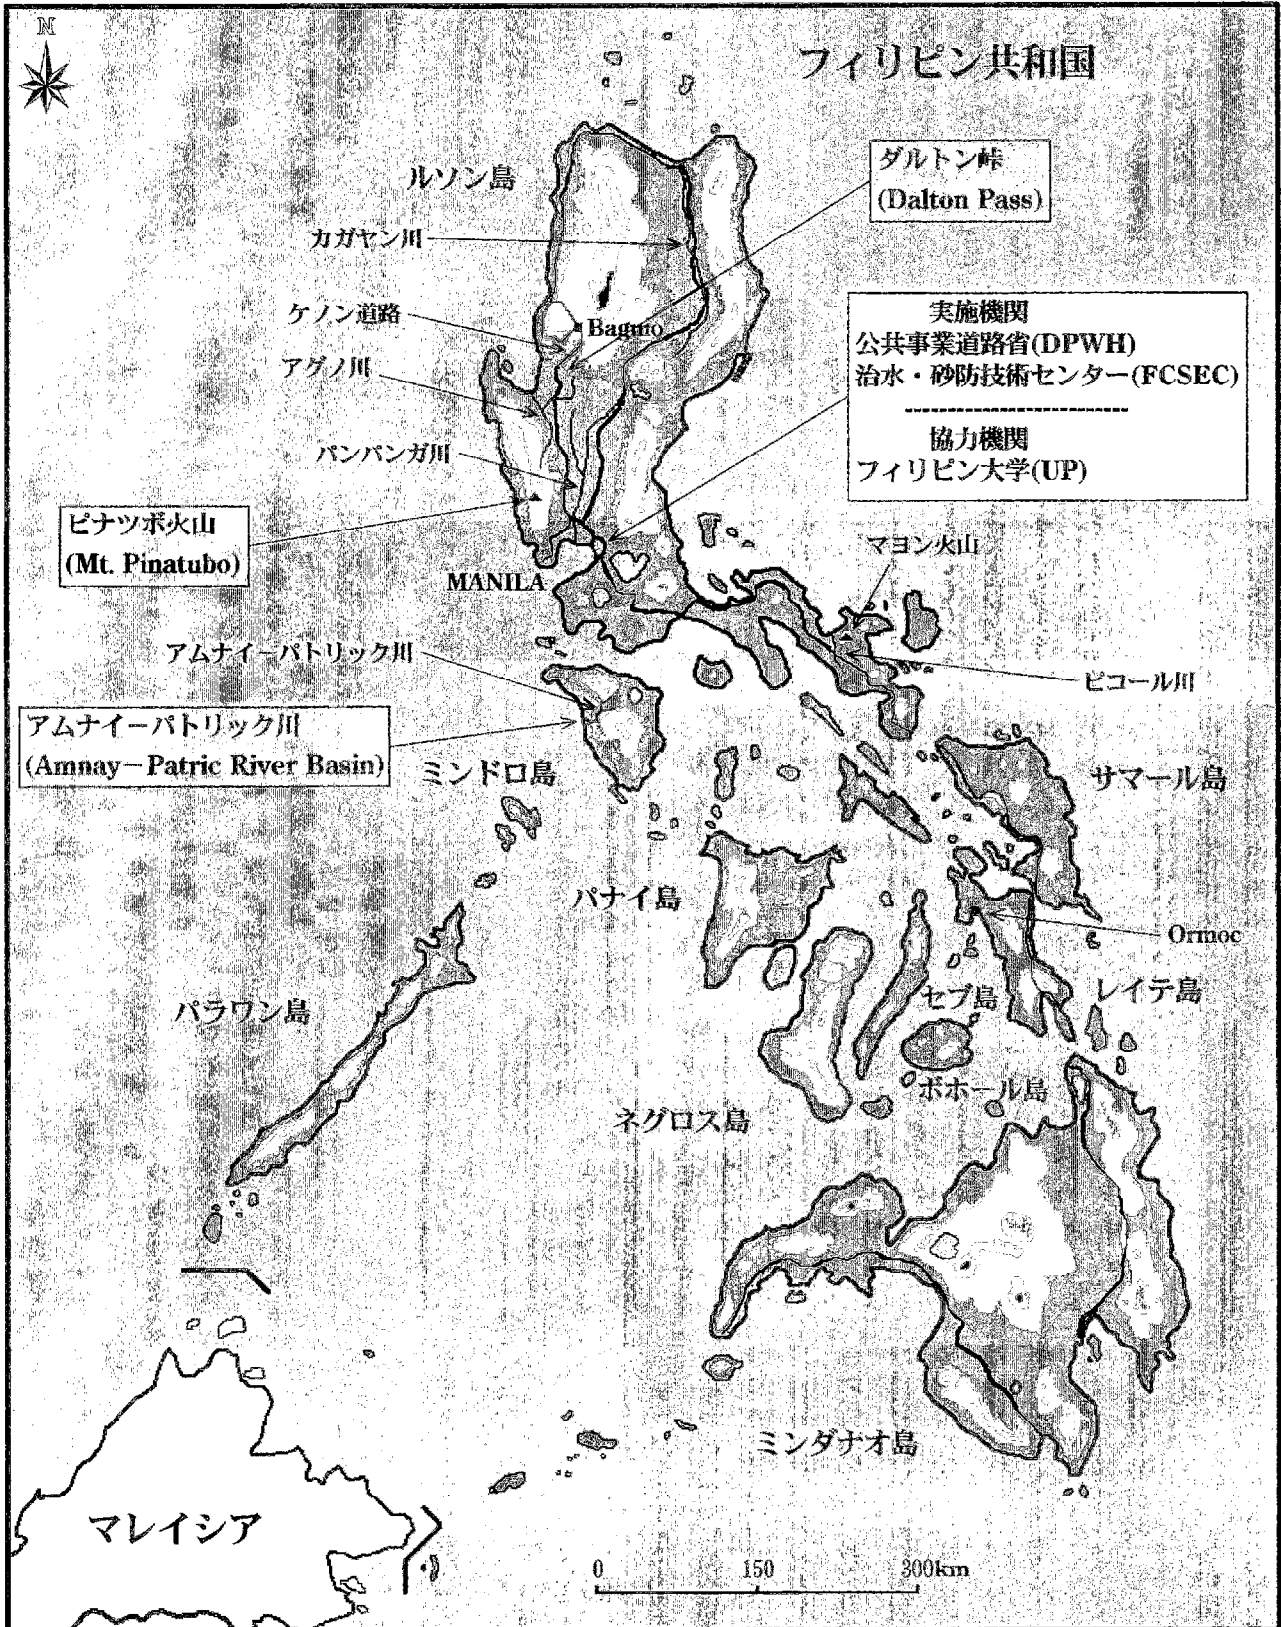 N
フィリピン共和国
ダルトン峠
(Dalton Pass)
ルソン島
カガヤン川
ケノン道路
Baguio
アグノ川
実施機関
公共事業道路省(DPWH)
治水・砂防技術センター(FCSEC)
協力機関
フィリピン大学(UP)
パンパンガ川
ピナツボ火山
(Mt. Pinatubo)
マヨン火山
MANILA
アムナイーパトリック川
ビコール川
アムナイーパトリック川
(Amnay－Patric River Basin)
ミンドロ島
サマール島
パナイ島
Ormoc
パラワン島
セブ島
レイテ島
ボホール島
ネグロス島
ミンダナオ島
マレイシア
0 150 300km